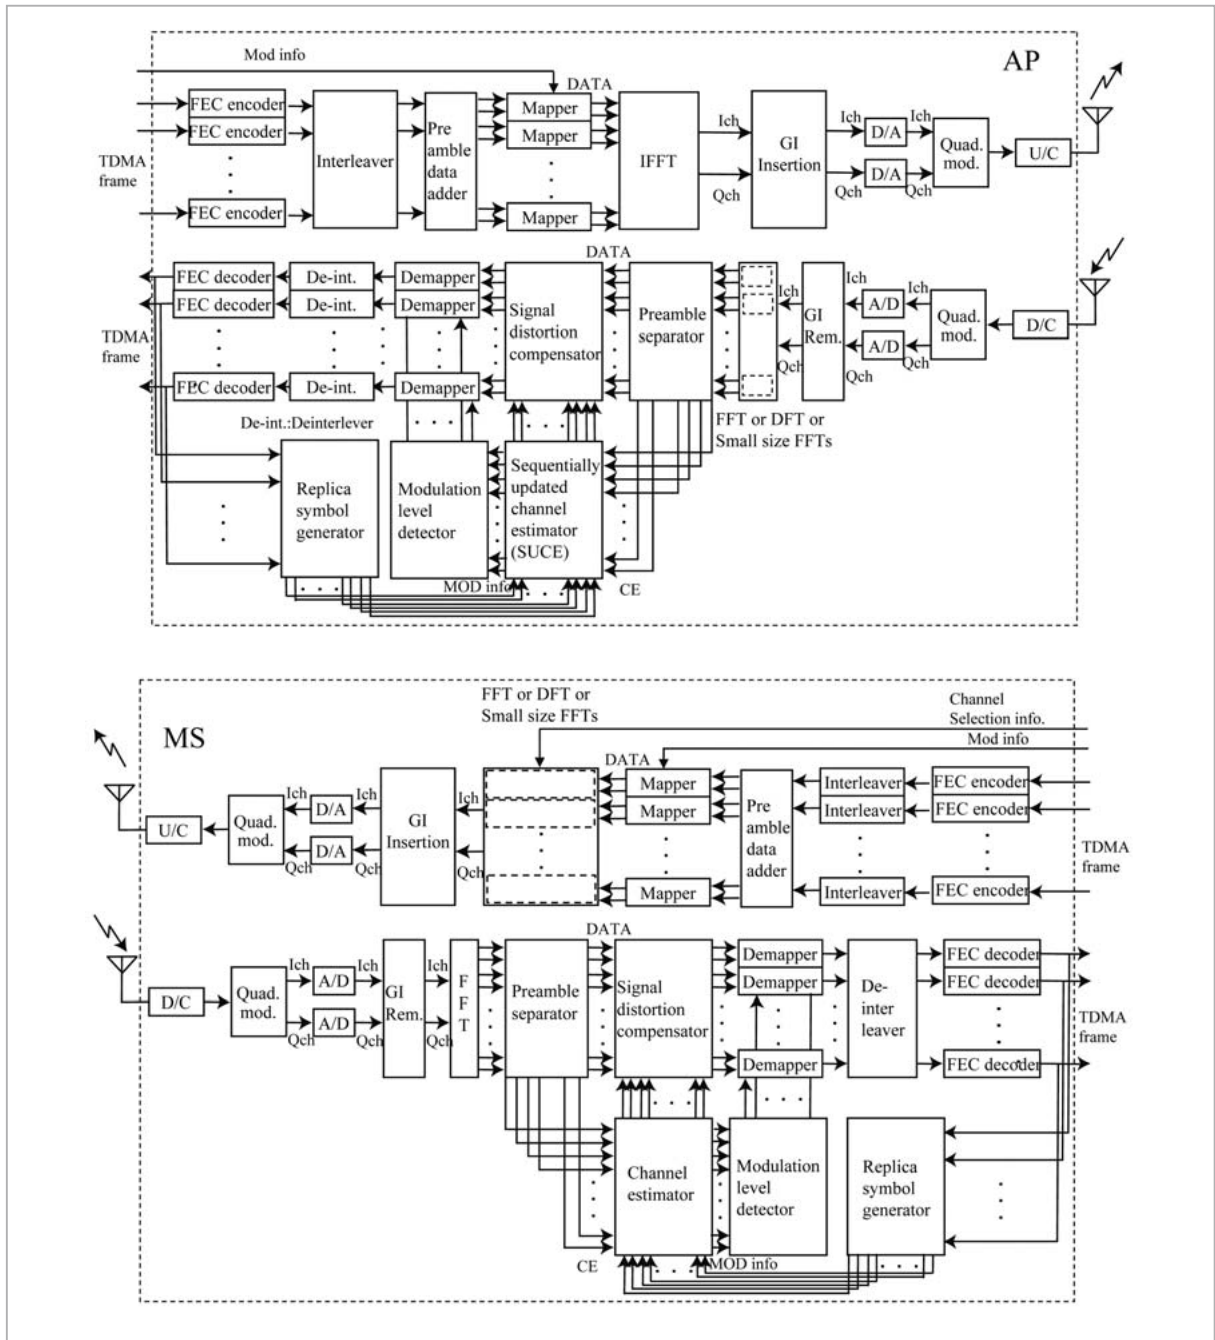 Mod info
AP
DATA
FEC encoder
FEC encoder
FEC encoder
TDMA
frame
Interleaver
Pre
amble
data
adder
Mapper
Mapper
Mapper
IFFT
Ich
Qch
GI
Insertion
Ich
Qch
D/A
D/A
Ich
Qch
Quad.
mod.
U/C
DATA
FEC decoder
FEC decoder
FEC decoder
TDMA
frame
De-int.
De-int.
De-int.
Demapper
Demapper
Demapper
Signal
distortion
compensator
Preamble
separator
Ich
Qch
GI
Rem.
Ich
Qch
A/D
A/D
Ich
Qch
Quad.
mod.
D/C
De-int.:Deinterlever
FFT or DFT or
Small size FFTs
Replica
symbol
generator
Modulation
level
detector
Sequentially
updated
channel
estimator
(SUCE)
MOD info
CE
FFT or DFT or
Small size FFTs
Channel
Selection info.
Mod info
MS
DATA
U/C
Quad.
mod.
Ich
Qch
D/A
D/A
Ich
Qch
GI
Insertion
Ich
Qch
Mapper
Mapper
Mapper
Pre
amble
data
adder
Interleaver
Interleaver
Interleaver
FEC encoder
FEC encoder
FEC encoder
TDMA
frame
DATA
D/C
Quad.
mod.
Ich
Qch
A/D
A/D
Ich
Qch
GI
Rem.
Ich
Qch
F
F
T
Preamble
separator
Signal
distortion
compensator
Demapper
Demapper
Demapper
De-
inter
leaver
FEC decoder
FEC decoder
FEC decoder
TDMA
frame
Channel
estimator
Modulation
level
detector
Replica
symbol
generator
CE
MOD info